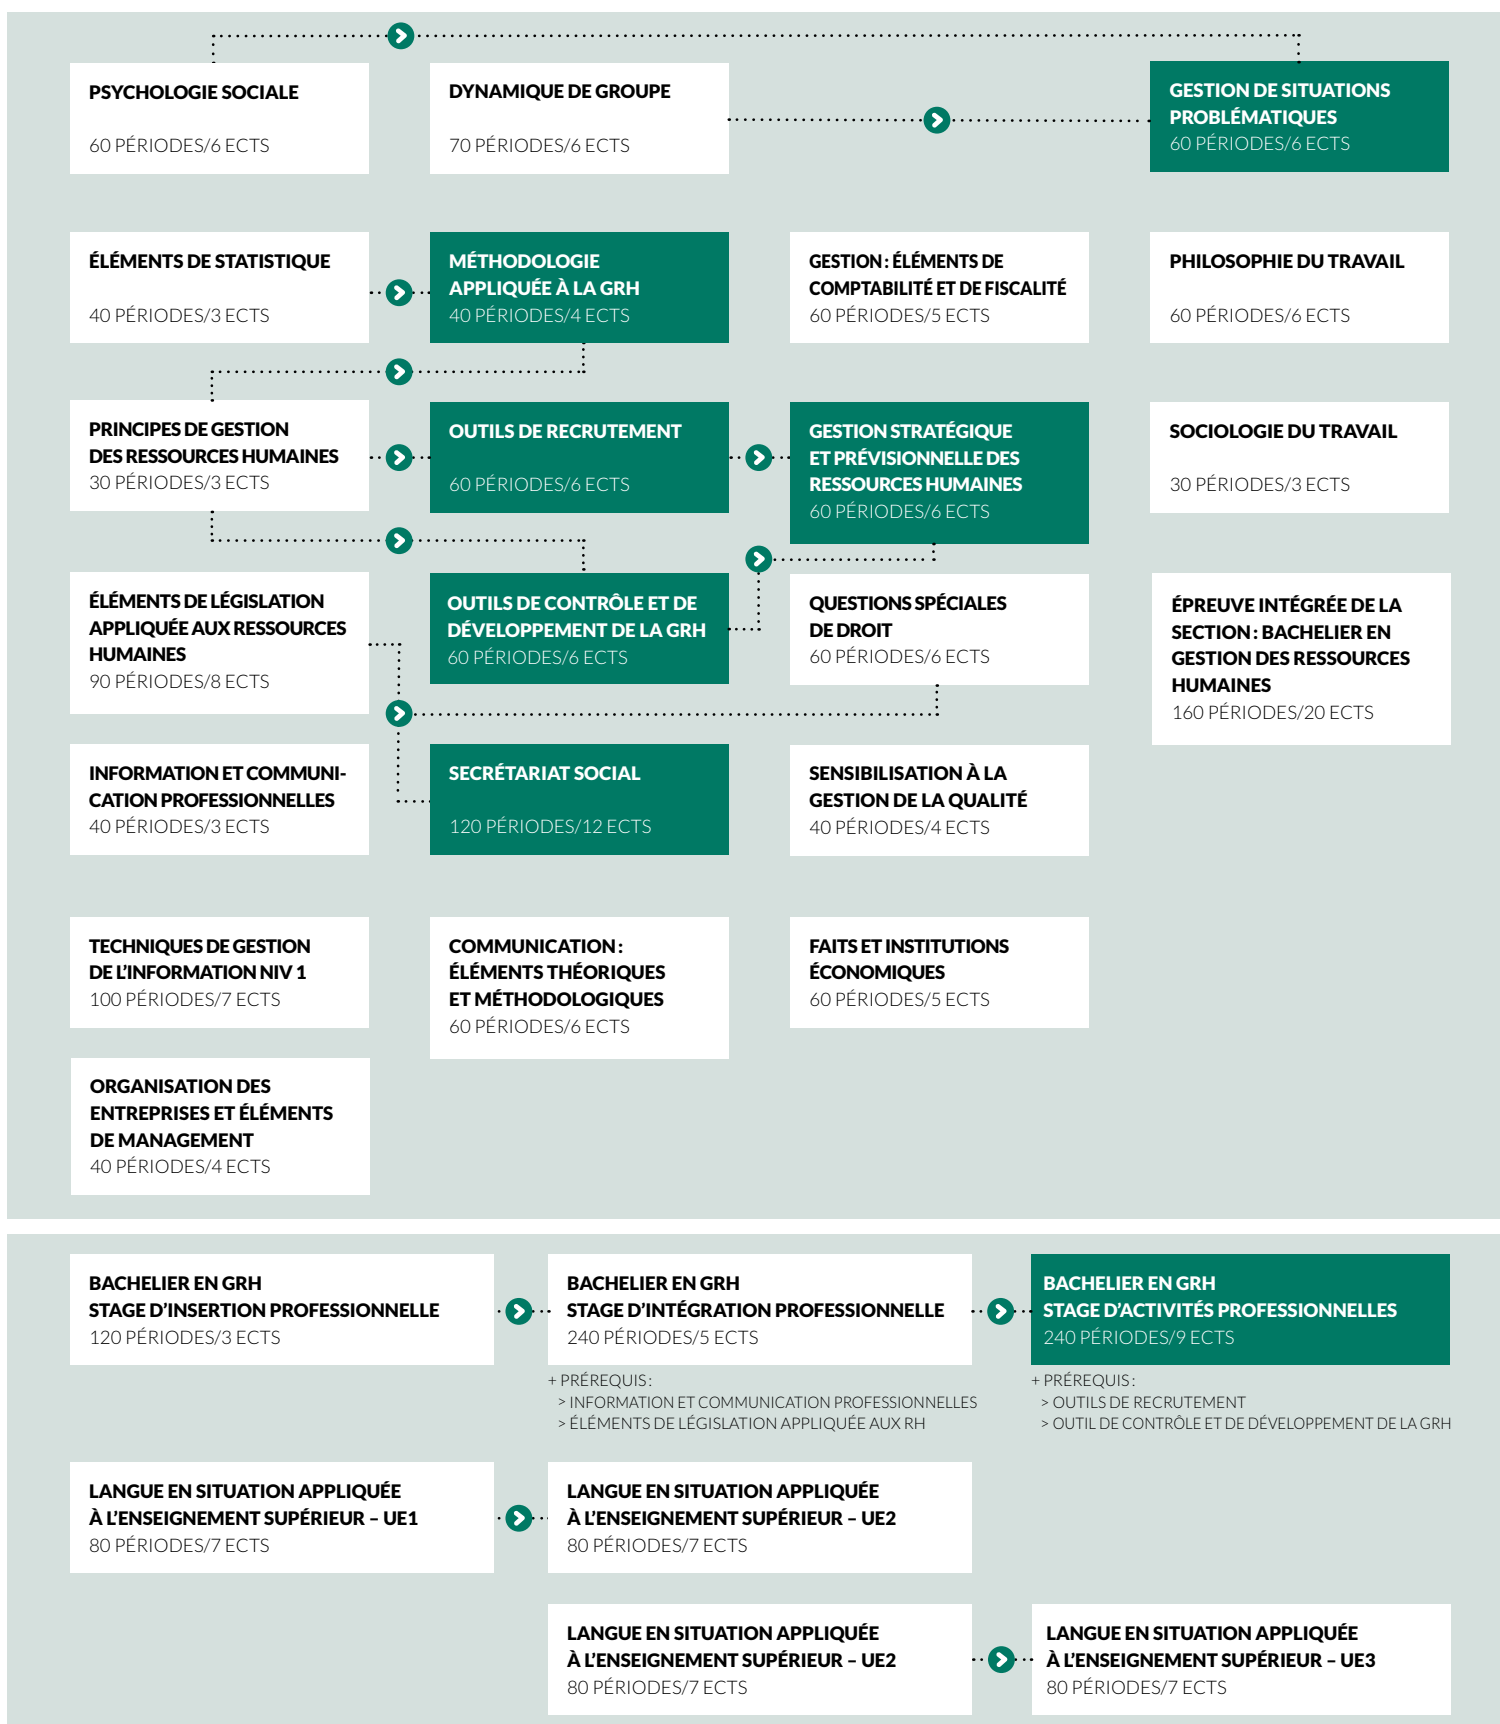 PSYCHOLOGIE SOCIALE
60 PÉRIODES/6 ECTS
DYNAMIQUE DE GROUPE
70 PÉRIODES/6 ECTS
GESTION DE SITUATIONS
PROBLÉMATIQUES
60 PÉRIODES/6 ECTS
ÉLÉMENTS DE STATISTIQUE
40 PÉRIODES/3 ECTS
MÉTHODOLOGIE
APPLIQUÉE À LA GRH
40 PÉRIODES/4 ECTS
GESTION : ÉLÉMENTS DE
COMPTABILITÉ ET DE FISCALITÉ
60 PÉRIODES/5 ECTS
PHILOSOPHIE DU TRAVAIL
60 PÉRIODES/6 ECTS
PRINCIPES DE GESTION
DES RESSOURCES HUMAINES
30 PÉRIODES/3 ECTS
OUTILS DE RECRUTEMENT
60 PÉRIODES/6 ECTS
GESTION STRATÉGIQUE
ET PRÉVISIONNELLE DES
RESSOURCES HUMAINES
60 PÉRIODES/6 ECTS
SOCIOLOGIE DU TRAVAIL
30 PÉRIODES/3 ECTS
ÉLÉMENTS DE LÉGISLATION
APPLIQUÉE AUX RESSOURCES
HUMAINES
90 PÉRIODES/8 ECTS
OUTILS DE CONTRÔLE ET DE
DÉVELOPPEMENT DE LA GRH
60 PÉRIODES/6 ECTS
QUESTIONS SPÉCIALES
DE DROIT
60 PÉRIODES/6 ECTS
ÉPREUVE INTÉGRÉE DE LA
SECTION : BACHELIER EN
GESTION DES RESSOURCES
HUMAINES
160 PÉRIODES/20 ECTS
INFORMATION ET COMMUNI-
CATION PROFESSIONNELLES
40 PÉRIODES/3 ECTS
SECRÉTARIAT SOCIAL
120 PÉRIODES/12 ECTS
SENSIBILISATION À LA
GESTION DE LA QUALITÉ
40 PÉRIODES/4 ECTS
TECHNIQUES DE GESTION
DE L'INFORMATION NIV 1
100 PÉRIODES/7 ECTS
COMMUNICATION :
ÉLÉMENTS THÉORIQUES
ET MÉTHODOLOGIQUES
60 PÉRIODES/6 ECTS
FAITS ET INSTITUTIONS
ÉCONOMIQUES
60 PÉRIODES/5 ECTS
ORGANISATION DES
ENTREPRISES ET ÉLÉMENTS
DE MANAGEMENT
40 PÉRIODES/4 ECTS
BACHELIER EN GRH
STAGE D'INSERTION PROFESSIONNELLE
120 PÉRIODES/3 ECTS
BACHELIER EN GRH
STAGE D'INTÉGRATION PROFESSIONNELLE
240 PÉRIODES/5 ECTS
+ PRÉREQUIS :
> INFORMATION ET COMMUNICATION PROFESSIONNELLES
> ÉLÉMENTS DE LÉGISLATION APPLIQUÉE AUX RH
BACHELIER EN GRH
STAGE D'ACTIVITÉS PROFESSIONNELLES
240 PÉRIODES/9 ECTS
+ PRÉREQUIS :
> OUTILS DE RECRUTEMENT
> OUTIL DE CONTRÔLE ET DE DÉVELOPPEMENT DE LA GRH
LANGUE EN SITUATION APPLIQUÉE
À L'ENSEIGNEMENT SUPÉRIEUR – UE1
80 PÉRIODES/7 ECTS
LANGUE EN SITUATION APPLIQUÉE
À L'ENSEIGNEMENT SUPÉRIEUR – UE2
80 PÉRIODES/7 ECTS
LANGUE EN SITUATION APPLIQUÉE
À L'ENSEIGNEMENT SUPÉRIEUR – UE2
80 PÉRIODES/7 ECTS
LANGUE EN SITUATION APPLIQUÉE
À L'ENSEIGNEMENT SUPÉRIEUR – UE3
80 PÉRIODES/7 ECTS